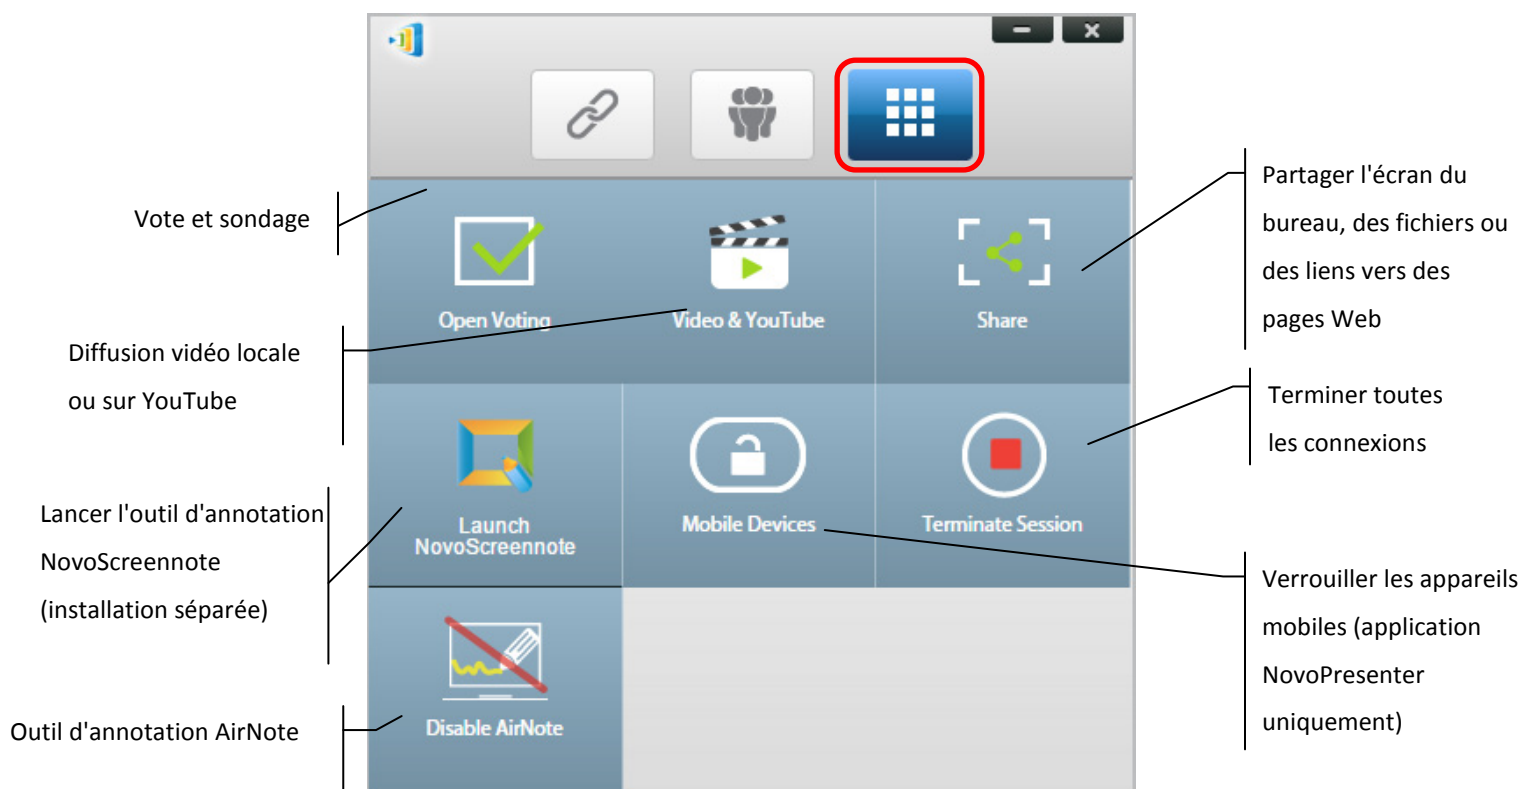 Vote et sondage
Diffusion vidéo locale
ou sur YouTube
Lancer l'outil d'annotation
NovoScreennote
(installation séparée)
Outil d'annotation AirNote
Open Voting
Video & YouTube
Share
Launch
NovoScreennote
Mobile Devices
Terminate Session
Disable AirNote
Partager l'écran du
bureau, des fichiers ou
des liens vers des
pages Web
Terminer toutes
les connexions
Verrouiller les appareils
mobiles (application
NovoPresenter
uniquement)